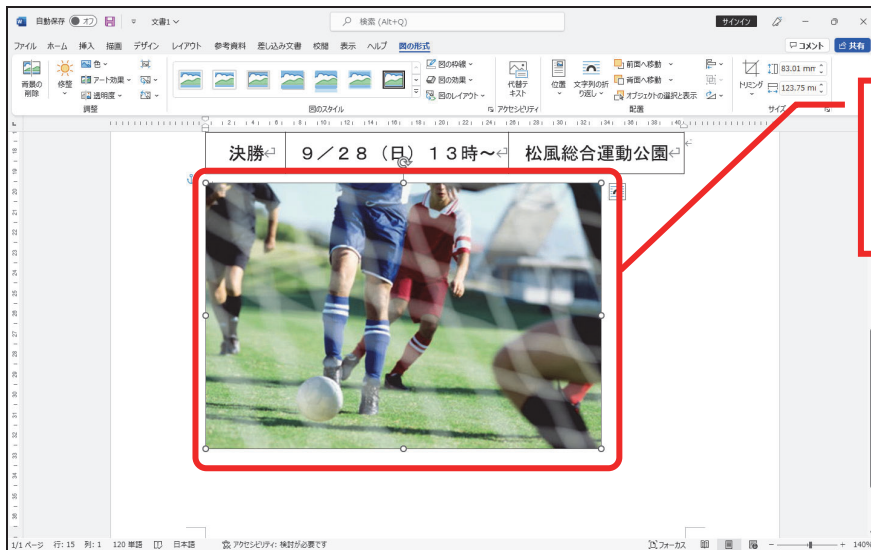 自動保存 オフ 文書1 検索 (Alt+Q) サインイン
ファイル ホーム 挿入 描画 デザイン レイアウト 参考資料 差し込み文書 校閲 表示 ヘルプ 図の形式 コメント 共有
背景の削除 修整 色 アート効果 透明度 図の枠線 図の効果 図のレイアウト 代替テキスト 位置 文字列の折り返し 前面へ移動 背面へ移動 オブジェクトの選択と表示 トリミング 83.01 mm 123.75 mm
調整 図のスタイル アクセシビリティ 配置 サイズ
決勝 9/28(日)13時~ 松風総合運動公園
1/1 ページ 行: 15 列: 1 120 単語 日本語 アクセシビリティ: 検討が必要です フォーカス 140%